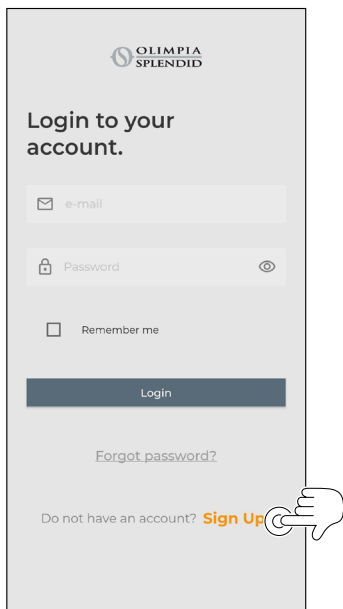 OLIMPIA
SPLENDID
Login to your
account.
e-mail
Password
Remember me
Login
Forgot password?
Do not have an account? Sign Up